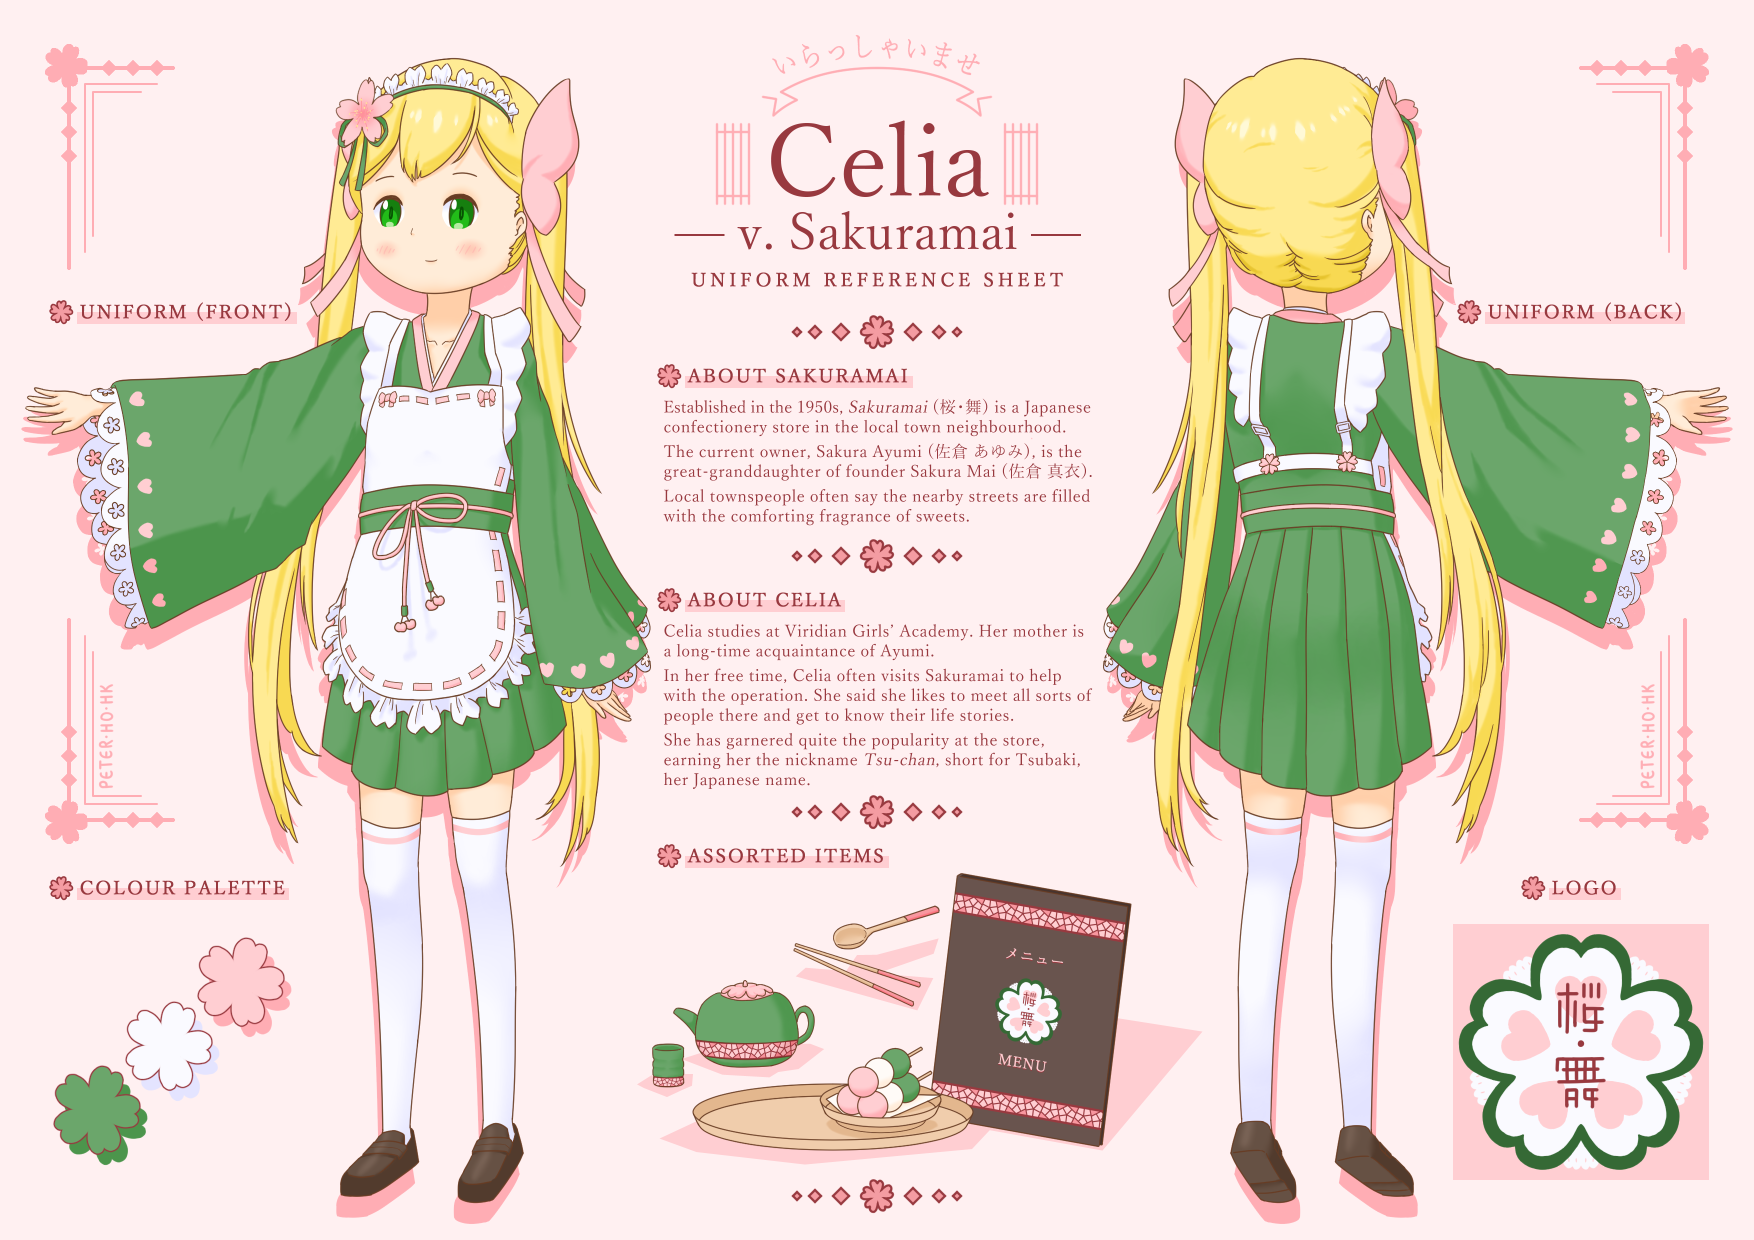 いらっしゃいませ
Celia
v. Sakuramai
UNIFORM REFERENCE SHEET
UNIFORM (FRONT)
UNIFORM (BACK)
ABOUT SAKURAMAI
Established in the 1950s, Sakuramai (桜・舞) is a Japanese
confectionery store in the local town neighbourhood.
The current owner, Sakura Ayumi (佐倉 あゆみ), is the
great-granddaughter of founder Sakura Mai (佐倉 真衣).
Local townspeople often say the nearby streets are filled
with the comforting fragrance of sweets.
ABOUT CELIA
Celia studies at Viridian Girls’ Academy. Her mother is
a long-time acquaintance of Ayumi.
In her free time, Celia often visits Sakuramai to help
with the operation. She said she likes to meet all sorts of
people there and get to know their life stories.
She has garnered quite the popularity at the store,
earning her the nickname Tsu-chan, short for Tsubaki,
her Japanese name.
PETER·HO·HK
PETER·HO·HK
COLOUR PALETTE
ASSORTED ITEMS
メニュー
桜・舞
MENU
LOGO
桜・舞